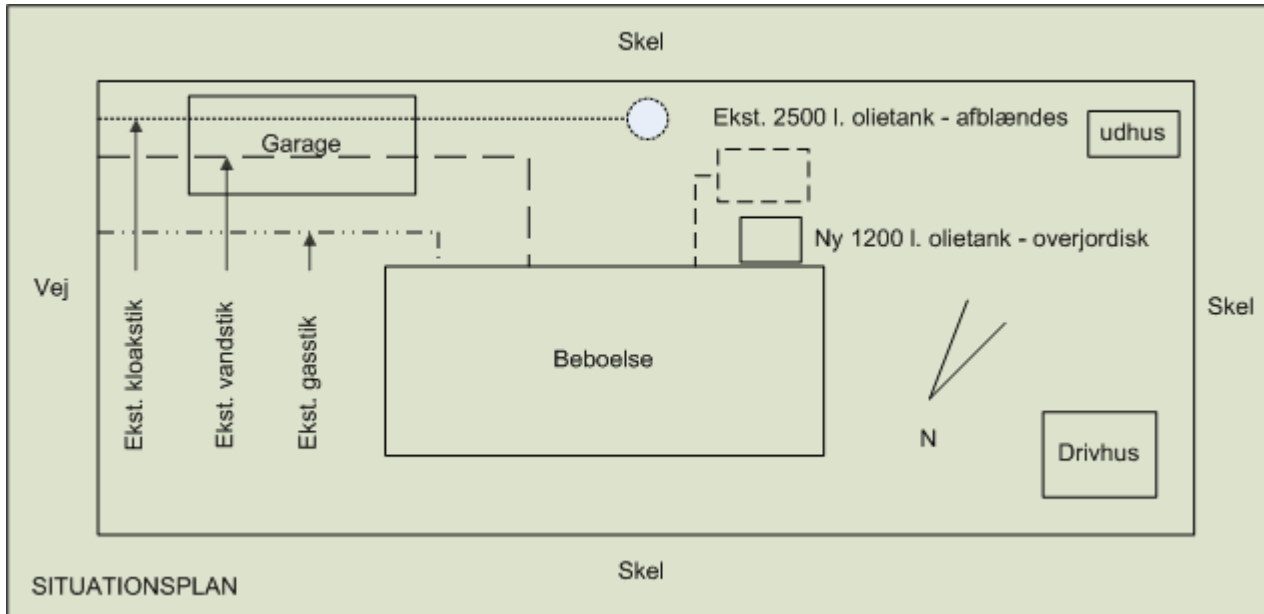 Skel
Ekst. 2500 l. olietank - afblændes
udhus
Garage
Ny 1200 l. olietank - overjordisk
Vej
Skel
Ekst. kloakstik
Ekst. vandstik
Ekst. gasstik
Beboelse
N
Drivhus
Skel
SITUATIONSPLAN